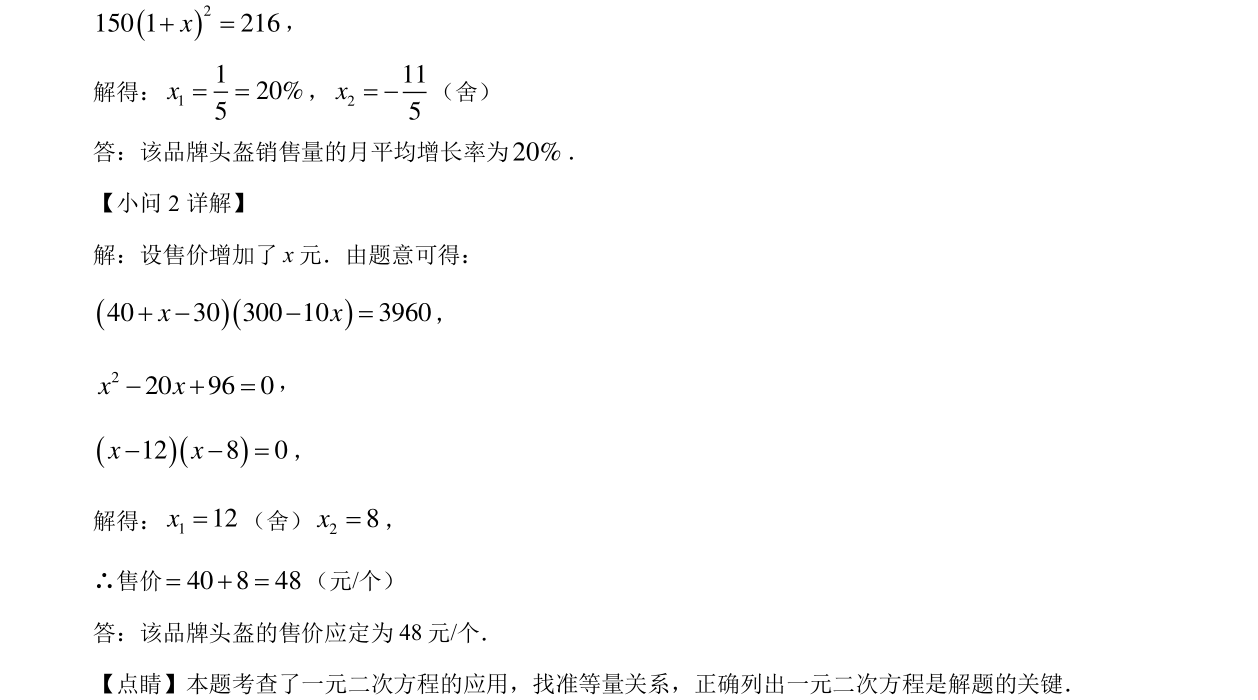 150(1+x)²=216，
解得：x₁=1/5=20%，x₂=-11/5（舍）
答：该品牌头盔销售量的月平均增长率为20%．
【小问 2 详解】
解：设售价增加了 x 元．由题意可得：
(40+x-30)(300-10x)=3960，
x²-20x+96=0，
(x-12)(x-8)=0，
解得：x₁=12（舍）x₂=8，
∴售价=40+8=48（元/个）
答：该品牌头盔的售价应定为 48 元/个．
【点睛】本题考查了一元二次方程的应用，找准等量关系，正确列出一元二次方程是解题的关键．